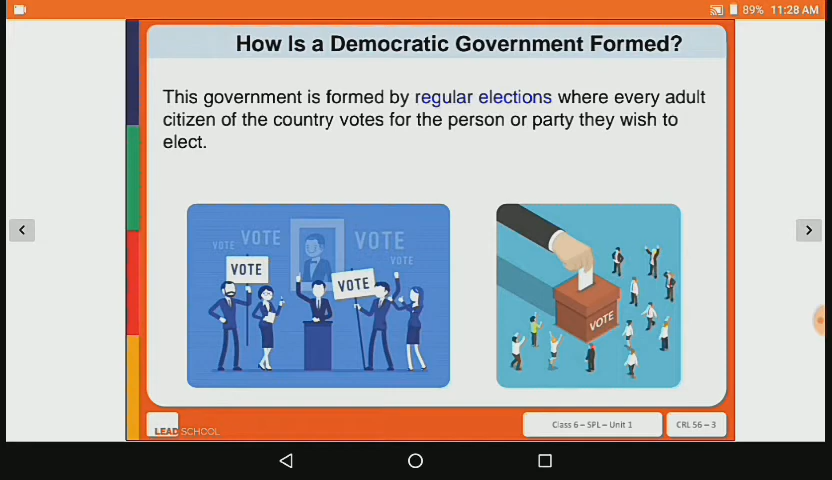 89% 11:28 AM
How Is a Democratic Government Formed?
This government is formed by regular elections where every adult
citizen of the country votes for the person or party they wish to
elect.
VOTE VOTE VOTE VOTE
VOTE VOTE
VOTE
LEAD SCHOOL
Class 6 – SPL – Unit 1
CRL 56 – 3